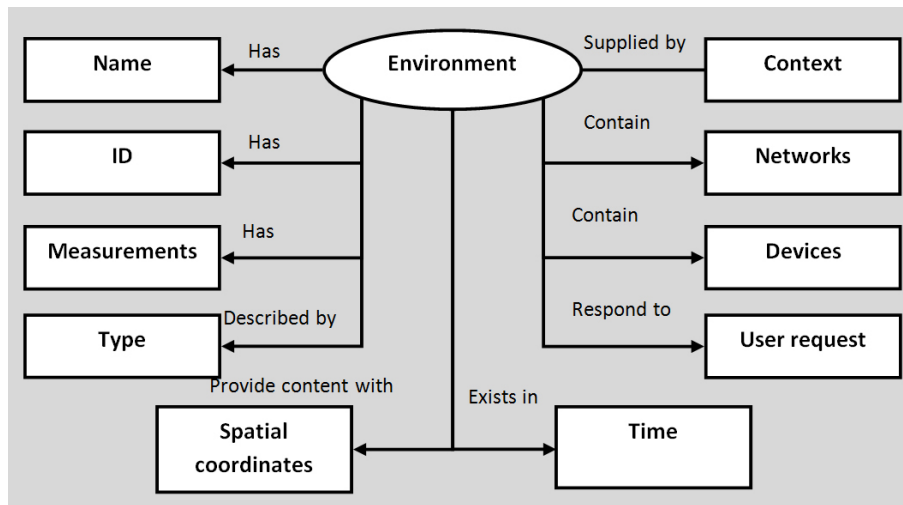 Name
Has
Environment
Supplied by
Context
ID
Has
Contain
Networks
Measurements
Has
Contain
Devices
Type
Described by
Respond to
User request
Provide content with
Exists in
Spatial
coordinates
Time